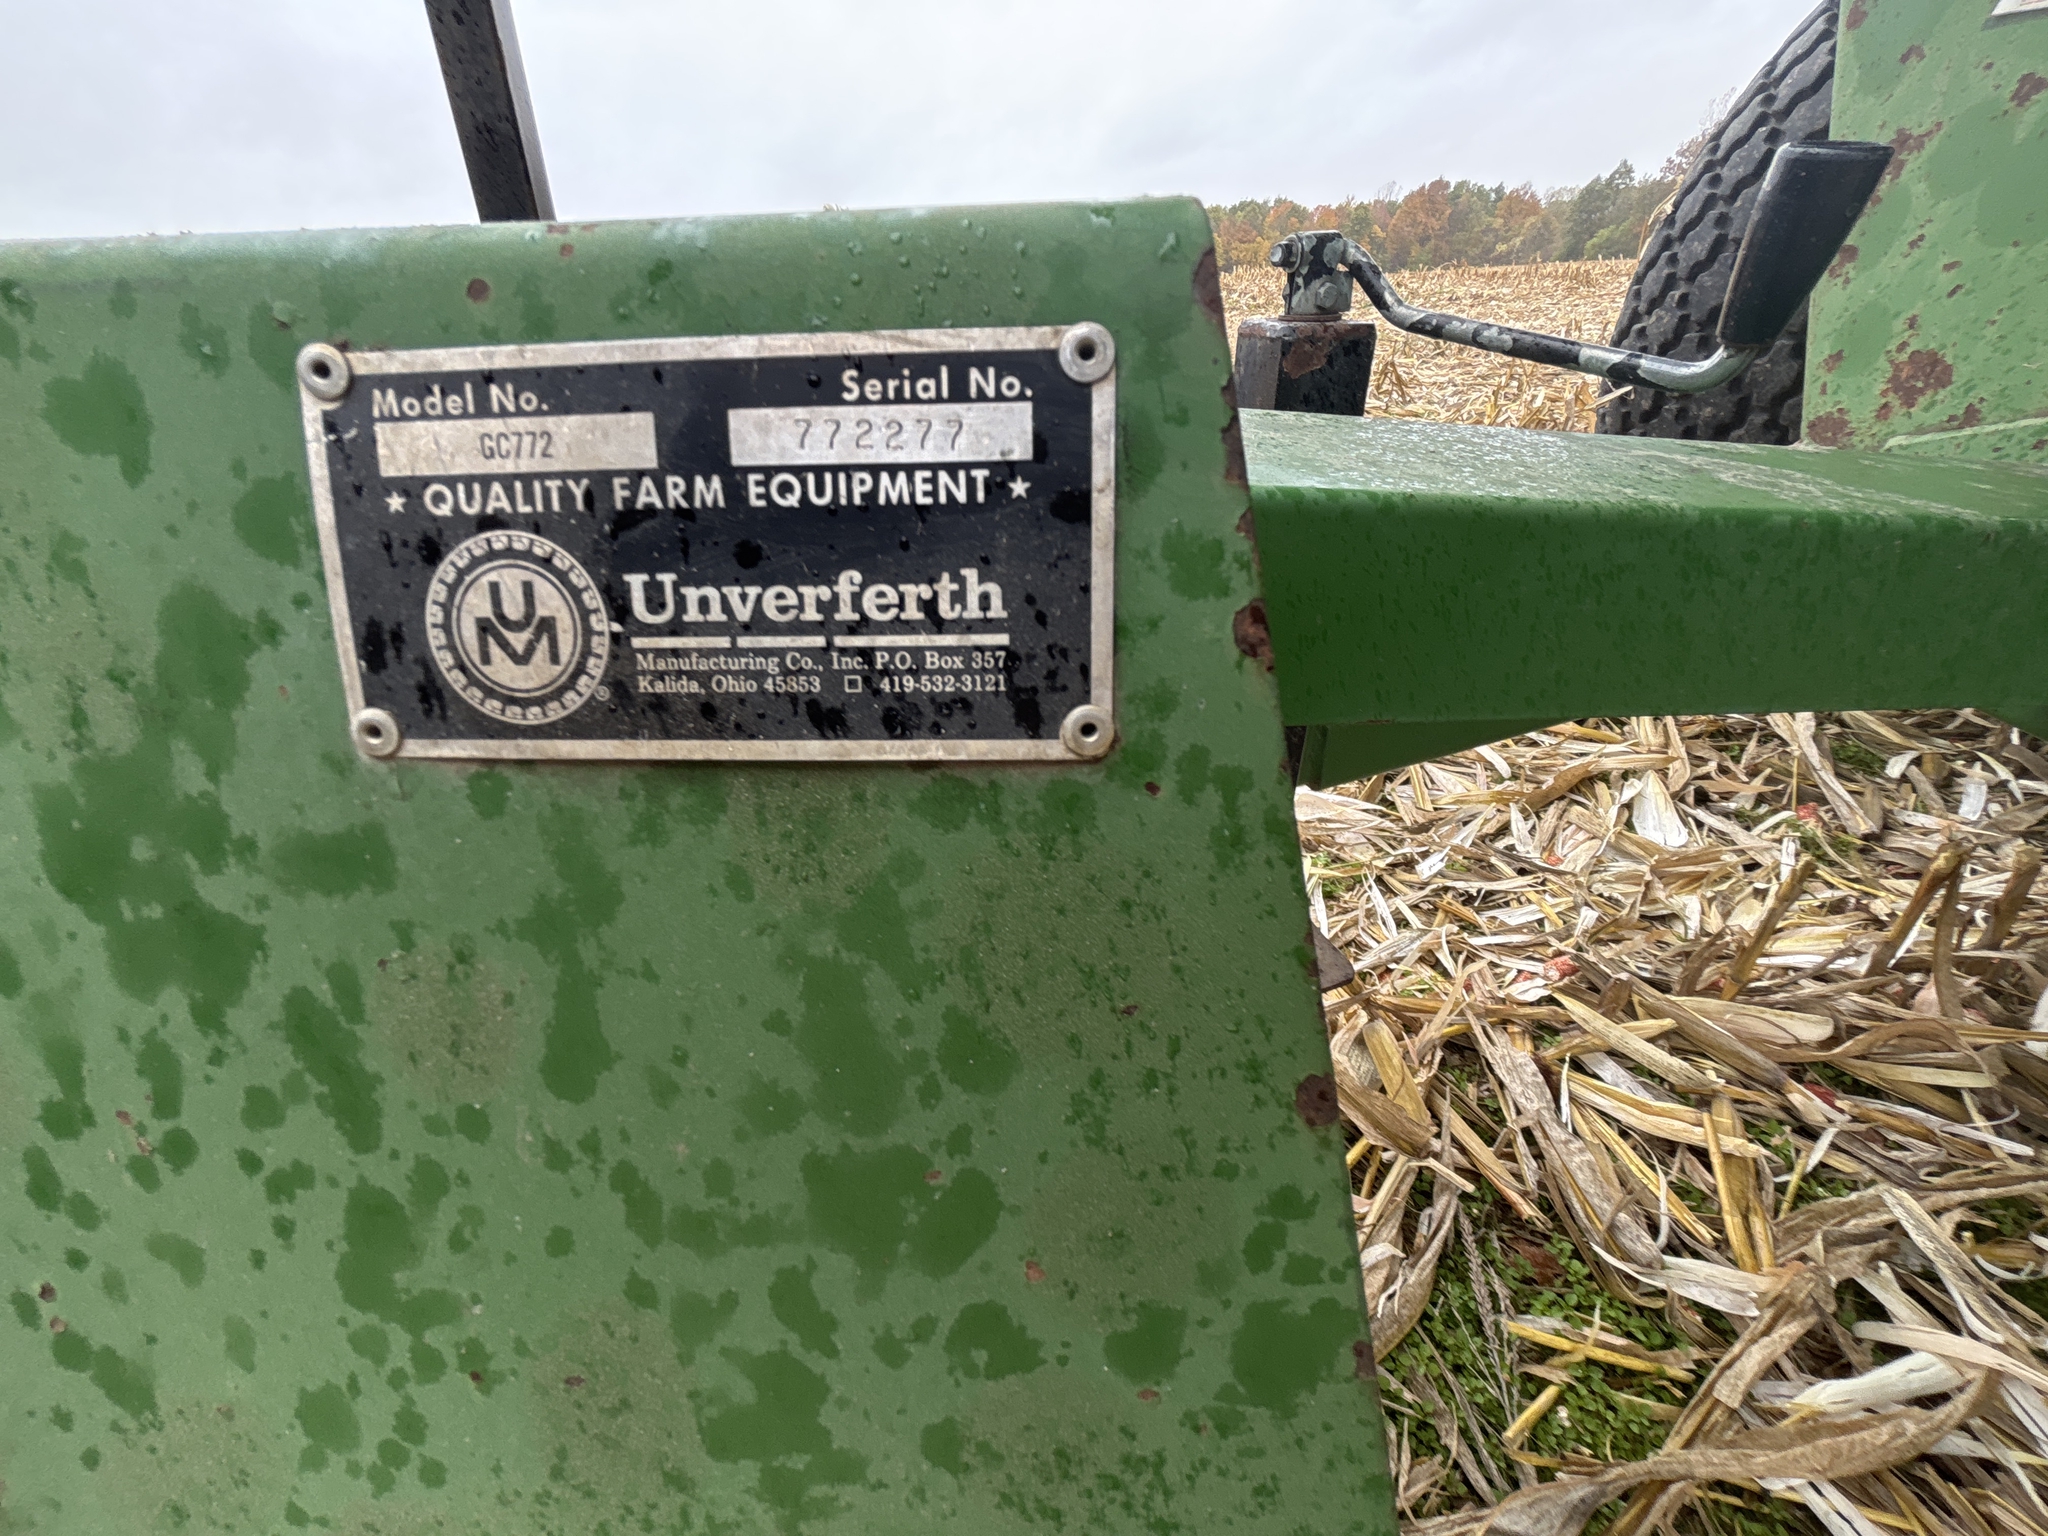 Model No. Serial No.
GC772 772277
★ QUALITY FARM EQUIPMENT ★
UM ®
Unverferth
Manufacturing Co., Inc. P.O. Box 357
Kalida, Ohio 45853 □ 419-532-3121